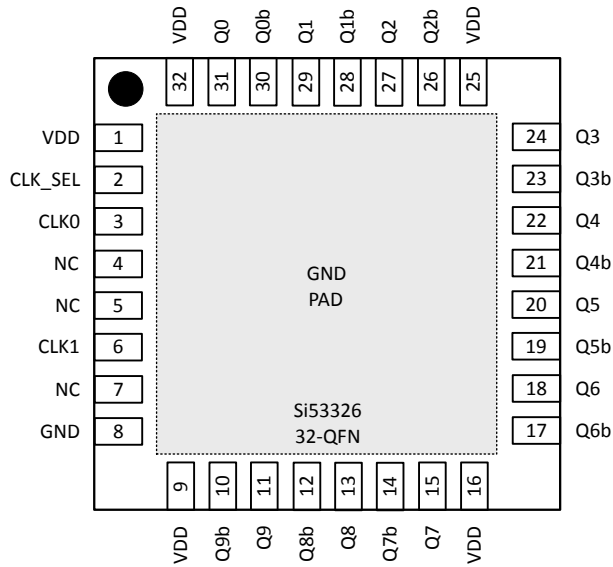 VDD Q0 Q0b Q1 Q1b Q2 Q2b VDD
32 31 30 29 28 27 26 25
VDD 1 24 Q3
CLK_SEL 2 23 Q3b
CLK0 3 22 Q4
NC 4 21 Q4b
GND
NC 5 20 Q5
PAD
CLK1 6 19 Q5b
NC 7 18 Q6
Si53326
GND 8 17 Q6b
32-QFN
9 10 11 12 13 14 15 16
VDD Q9b Q9 Q8b Q8 Q7b Q7 VDD